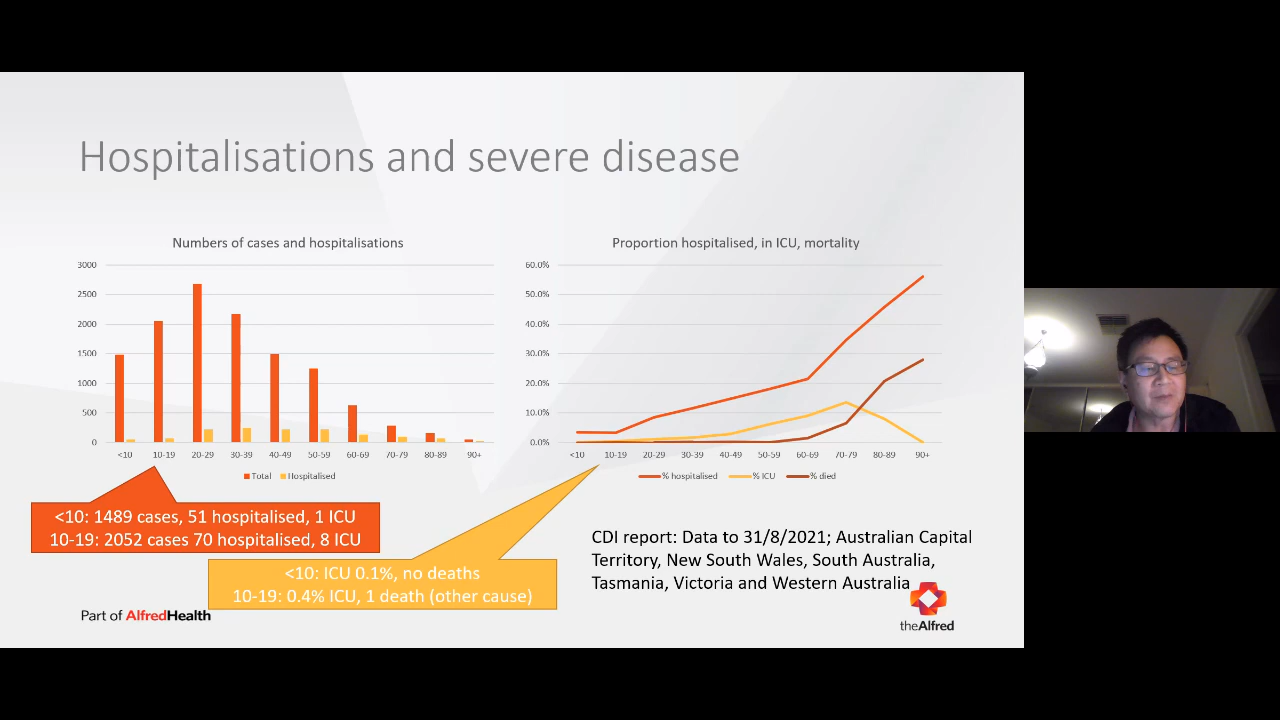 Hospitalisations and severe disease
Numbers of cases and hospitalisations
3000
2500
2000
1500
1000
500
0
<10 10-19 20-29 30-39 40-49 50-59 60-69 70-79 80-89 90+
Total Hospitalised
Proportion hospitalised, in ICU, mortality
60.0%
50.0%
40.0%
30.0%
20.0%
10.0%
0.0%
<10 10-19 20-29 30-39 40-49 50-59 60-69 70-79 80-89 90+
% hospitalised % ICU % died
<10: 1489 cases, 51 hospitalised, 1 ICU
10-19: 2052 cases 70 hospitalised, 8 ICU
<10: ICU 0.1%, no deaths
10-19: 0.4% ICU, 1 death (other cause)
CDI report: Data to 31/8/2021; Australian Capital
Territory, New South Wales, South Australia,
Tasmania, Victoria and Western Australia
Part of AlfredHealth
theAlfred